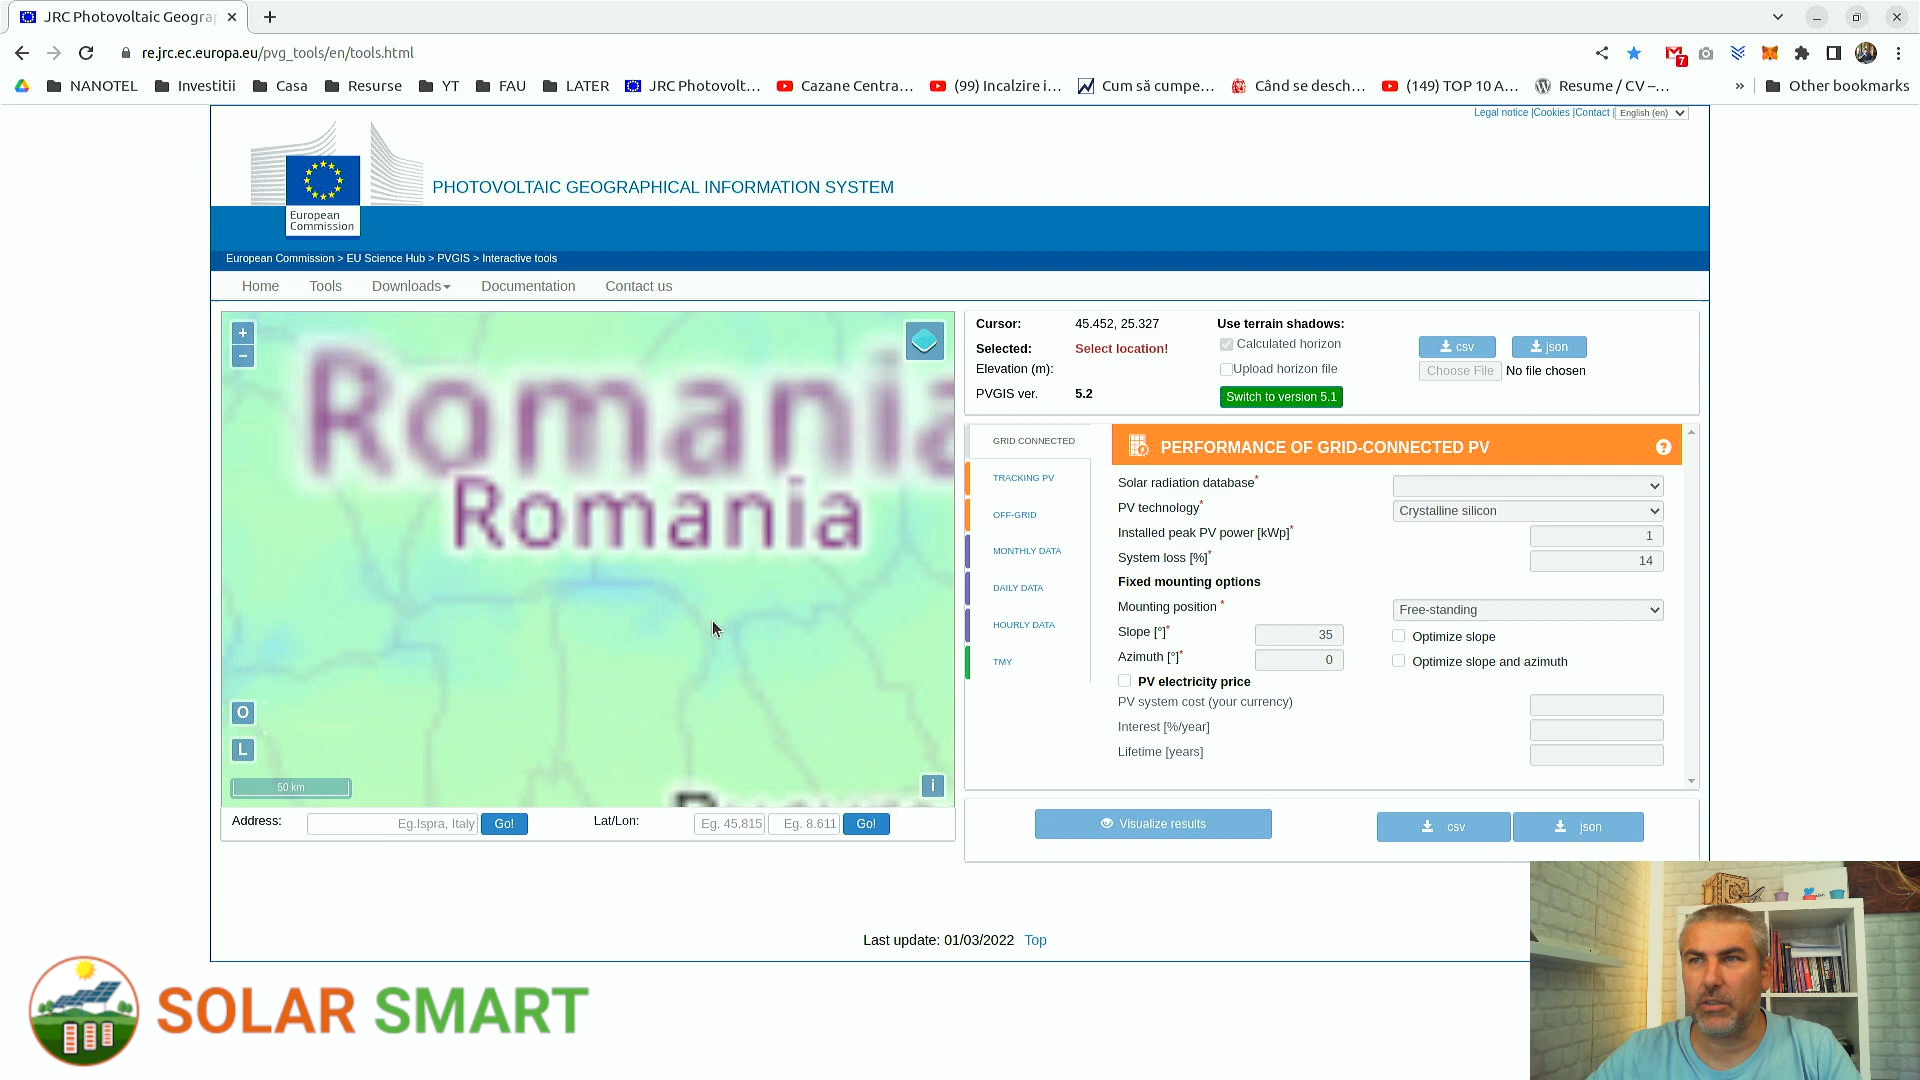 JRC Photovoltaic Geogra
re.jrc.ec.europa.eu/pvg_tools/en/tools.html
7
NANOTEL
Investitii
Casa
Resurse
YT
FAU
LATER
JRC Photovolt…
Cazane Centra…
(99) Incalzire i…
Cum să cumpe…
Când se desch…
(149) TOP 10 A…
Resume / CV –…
»
Other bookmarks
Legal notice |Cookies |Contact | English (en)
PHOTOVOLTAIC GEOGRAPHICAL INFORMATION SYSTEM
European
Commission
European Commission > EU Science Hub > PVGIS > Interactive tools
Home
Tools
Downloads
Documentation
Contact us
+
−
Romania
Romania
O
L
50 km
i
Address:
Eg.Ispra, Italy
Go!
Lat/Lon:
Eg. 45.815
Eg. 8.611
Go!
Cursor: 45.452, 25.327
Selected: Select location!
Elevation (m):
PVGIS ver. 5.2
Use terrain shadows:
Calculated horizon
Upload horizon file
Switch to version 5.1
csv
json
Choose File No file chosen
GRID CONNECTED
TRACKING PV
OFF-GRID
MONTHLY DATA
DAILY DATA
HOURLY DATA
TMY
PERFORMANCE OF GRID-CONNECTED PV
?
Solar radiation database*
PV technology* Crystalline silicon
Installed peak PV power [kWp]* 1
System loss [%]* 14
Fixed mounting options
Mounting position * Free-standing
Slope [°]* 35
Optimize slope
Azimuth [°]* 0
Optimize slope and azimuth
PV electricity price
PV system cost (your currency)
Interest [%/year]
Lifetime [years]
Visualize results
csv
json
Last update: 01/03/2022 Top
SOLAR SMART